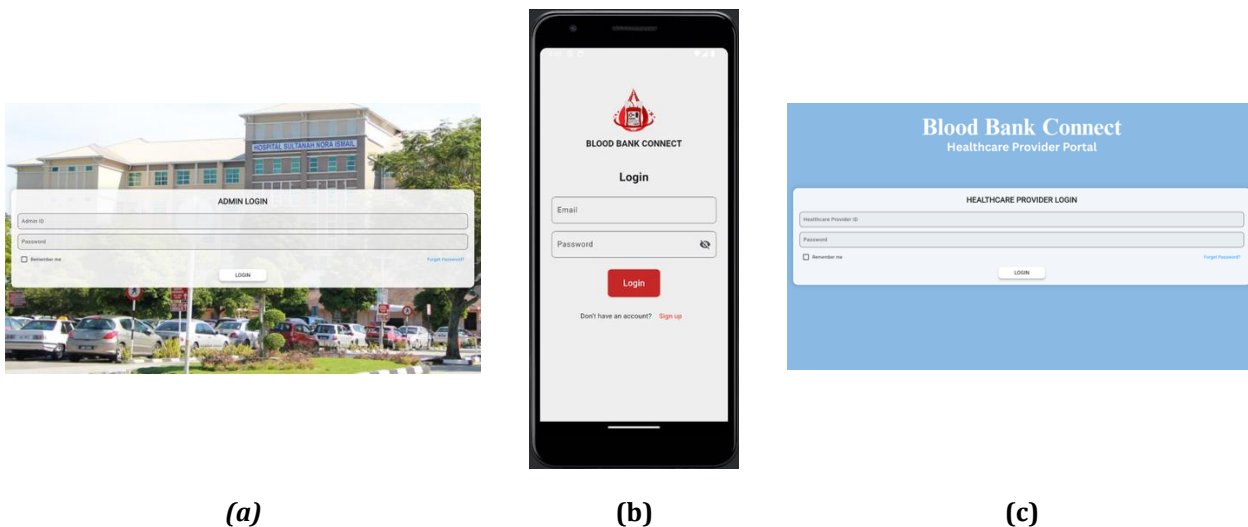 HOSPITAL SULTANAH NORA ISMAIL
ADMIN LOGIN
Admin ID
Password
Remember me
Forget Password?
LOGIN
BLOOD BANK CONNECT
Login
Email
Password
Login
Don't have an account? Sign up
Blood Bank Connect
Healthcare Provider Portal
HEALTHCARE PROVIDER LOGIN
Healthcare Provider ID
Password
Remember me
Forget Password?
LOGIN
(a)
(b)
(c)